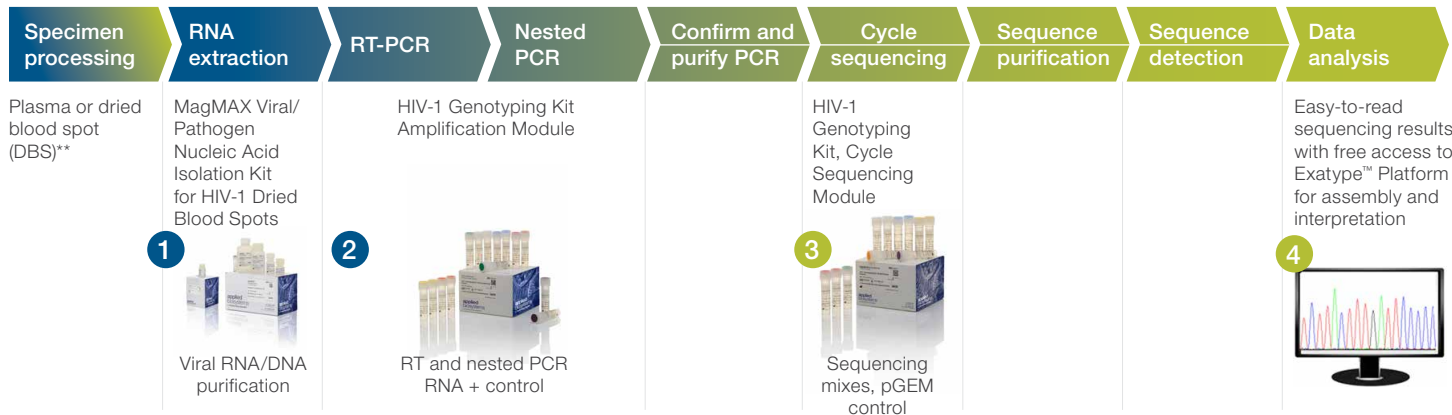 Specimen
processing
RNA
extraction
RT-PCR
Nested
PCR
Confirm and
purify PCR
Cycle
sequencing
Sequence
purification
Sequence
detection
Data
analysis
Plasma or dried
blood spot
(DBS)**
MagMAX Viral/
Pathogen
Nucleic Acid
Isolation Kit
for HIV-1 Dried
Blood Spots
1
Viral RNA/DNA
purification
HIV-1 Genotyping Kit
Amplification Module
2
applied
biosystems
RT and nested PCR
RNA + control
HIV-1
Genotyping
Kit, Cycle
Sequencing
Module
3
applied
biosystems
Sequencing
mixes, pGEM
control
Easy-to-read
sequencing results
with free access to
Exatype™ Platform
for assembly and
interpretation
4